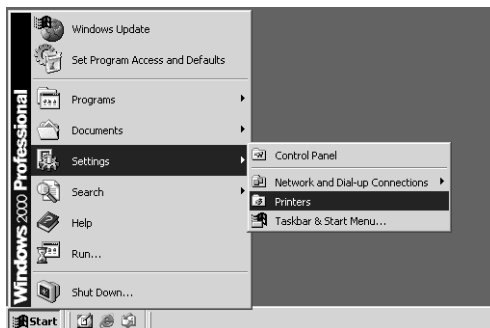 Windows 2000 Professional
Windows Update
Set Program Access and Defaults
Programs
Documents
Settings
Search
Help
Run...
Shut Down...
Control Panel
Network and Dial-up Connections
Printers
Taskbar & Start Menu...
Start